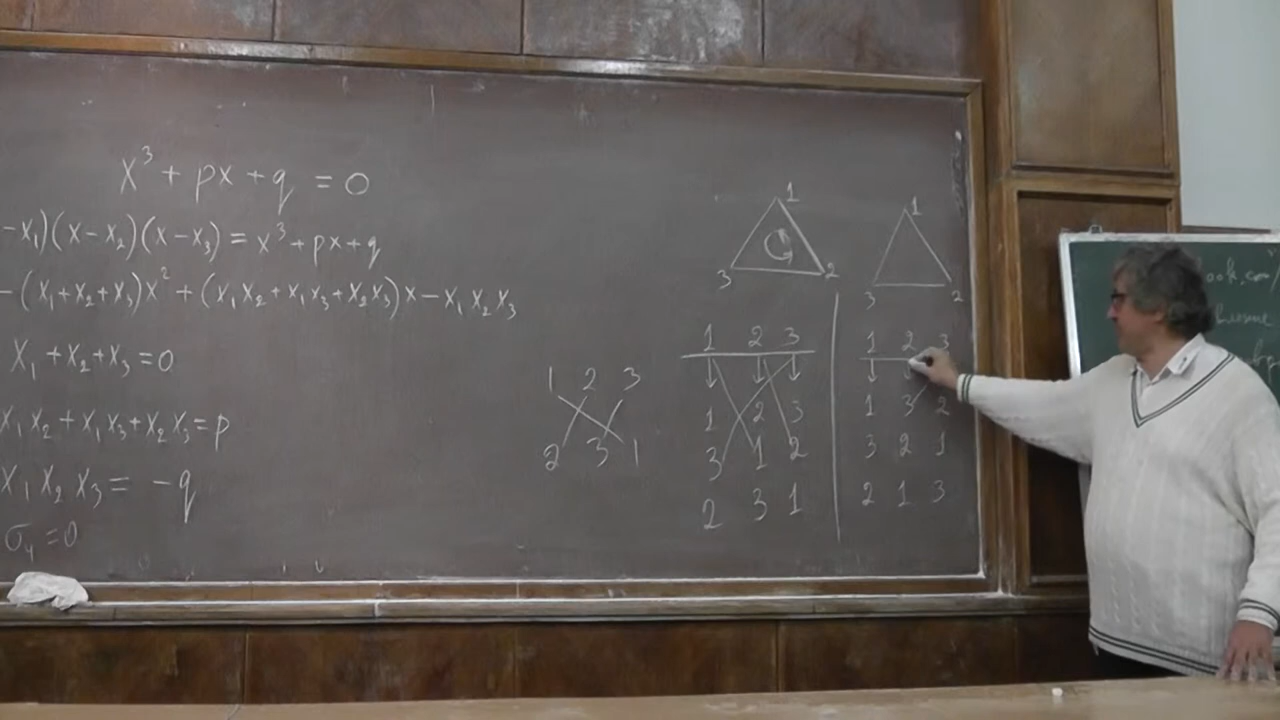 x³ + px + q = 0
-x₁)(x-x₂)(x-x₃) = x³ + px + q
-(x₁+x₂+x₃)x² + (x₁x₂+x₁x₃+x₂x₃)x - x₁x₂x₃
x₁+x₂+x₃=0
x₁x₂+x₁x₃+x₂x₃=p
x₁x₂x₃ = -q
σ₄=0
1 2 3
2 3 1
1
3 2
1 2 3
1 2 3
3 1 2
2 3 1
1
3 2
1 2 3
1 3 2
3 2 1
2 1 3